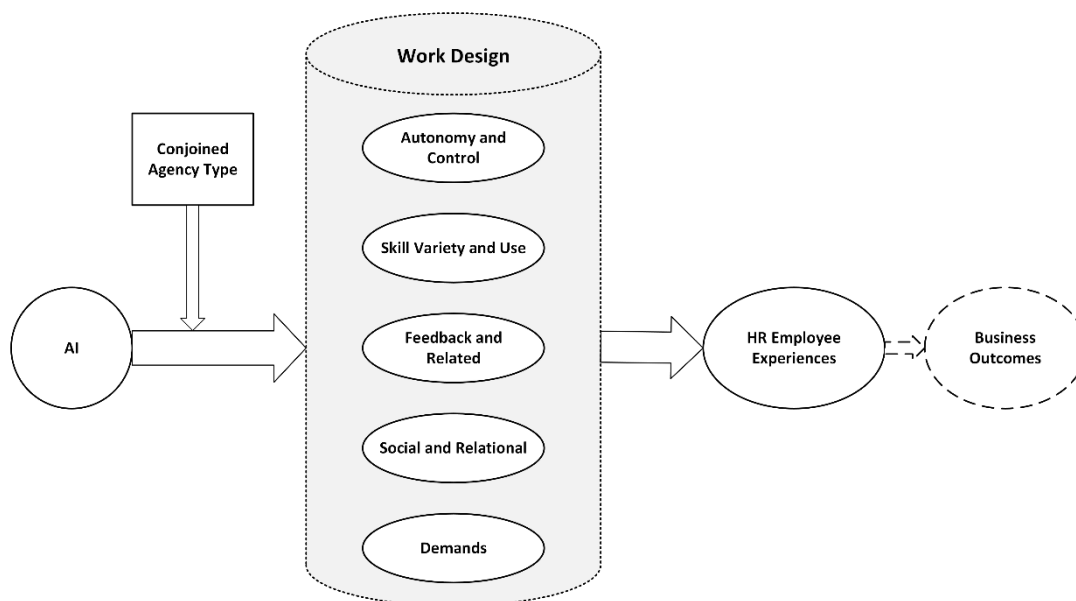 Work Design
Conjoined
Agency Type
Autonomy and
Control
Skill Variety and Use
AI
Feedback and
Related
HR Employee
Experiences
Business
Outcomes
Social and Relational
Demands